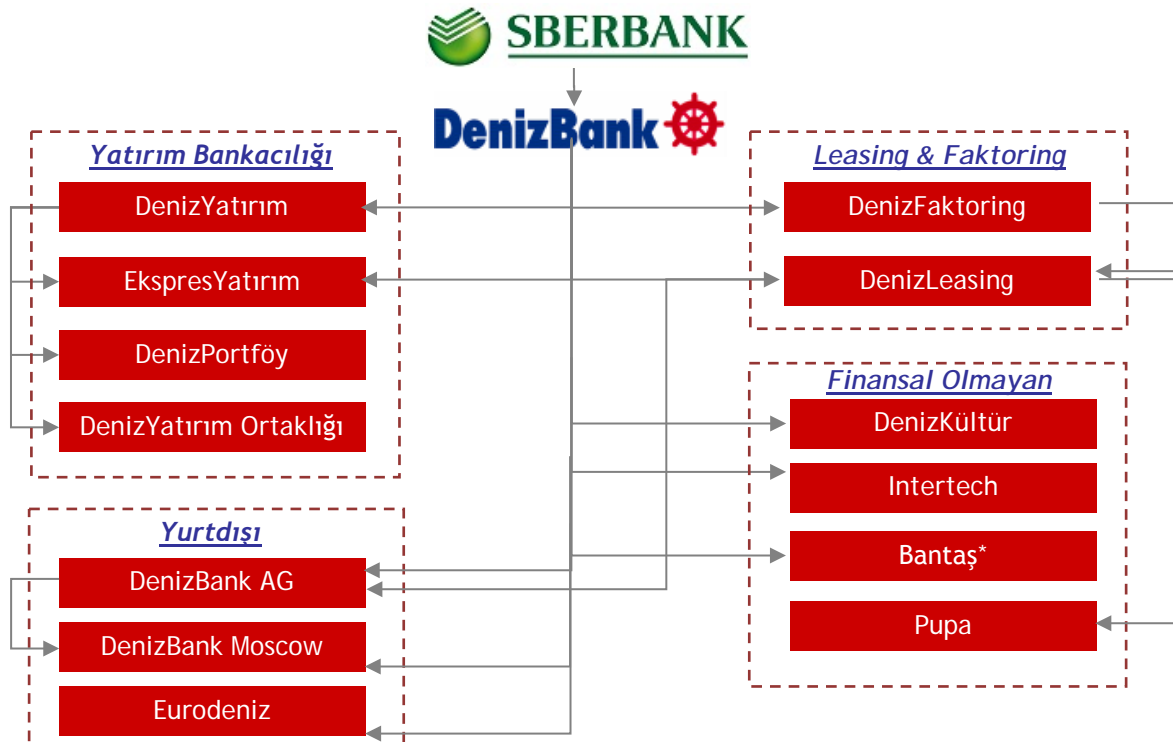 SBERBANK
DenizBank
Yatırım Bankacılığı
DenizYatırım
EkspresYatırım
DenizPortföy
DenizYatırım Ortaklığı
Yurtdışı
DenizBank AG
DenizBank Moscow
Eurodeniz
Leasing & Faktoring
DenizFaktoring
DenizLeasing
Finansal Olmayan
DenizKültür
Intertech
Bantaş*
Pupa